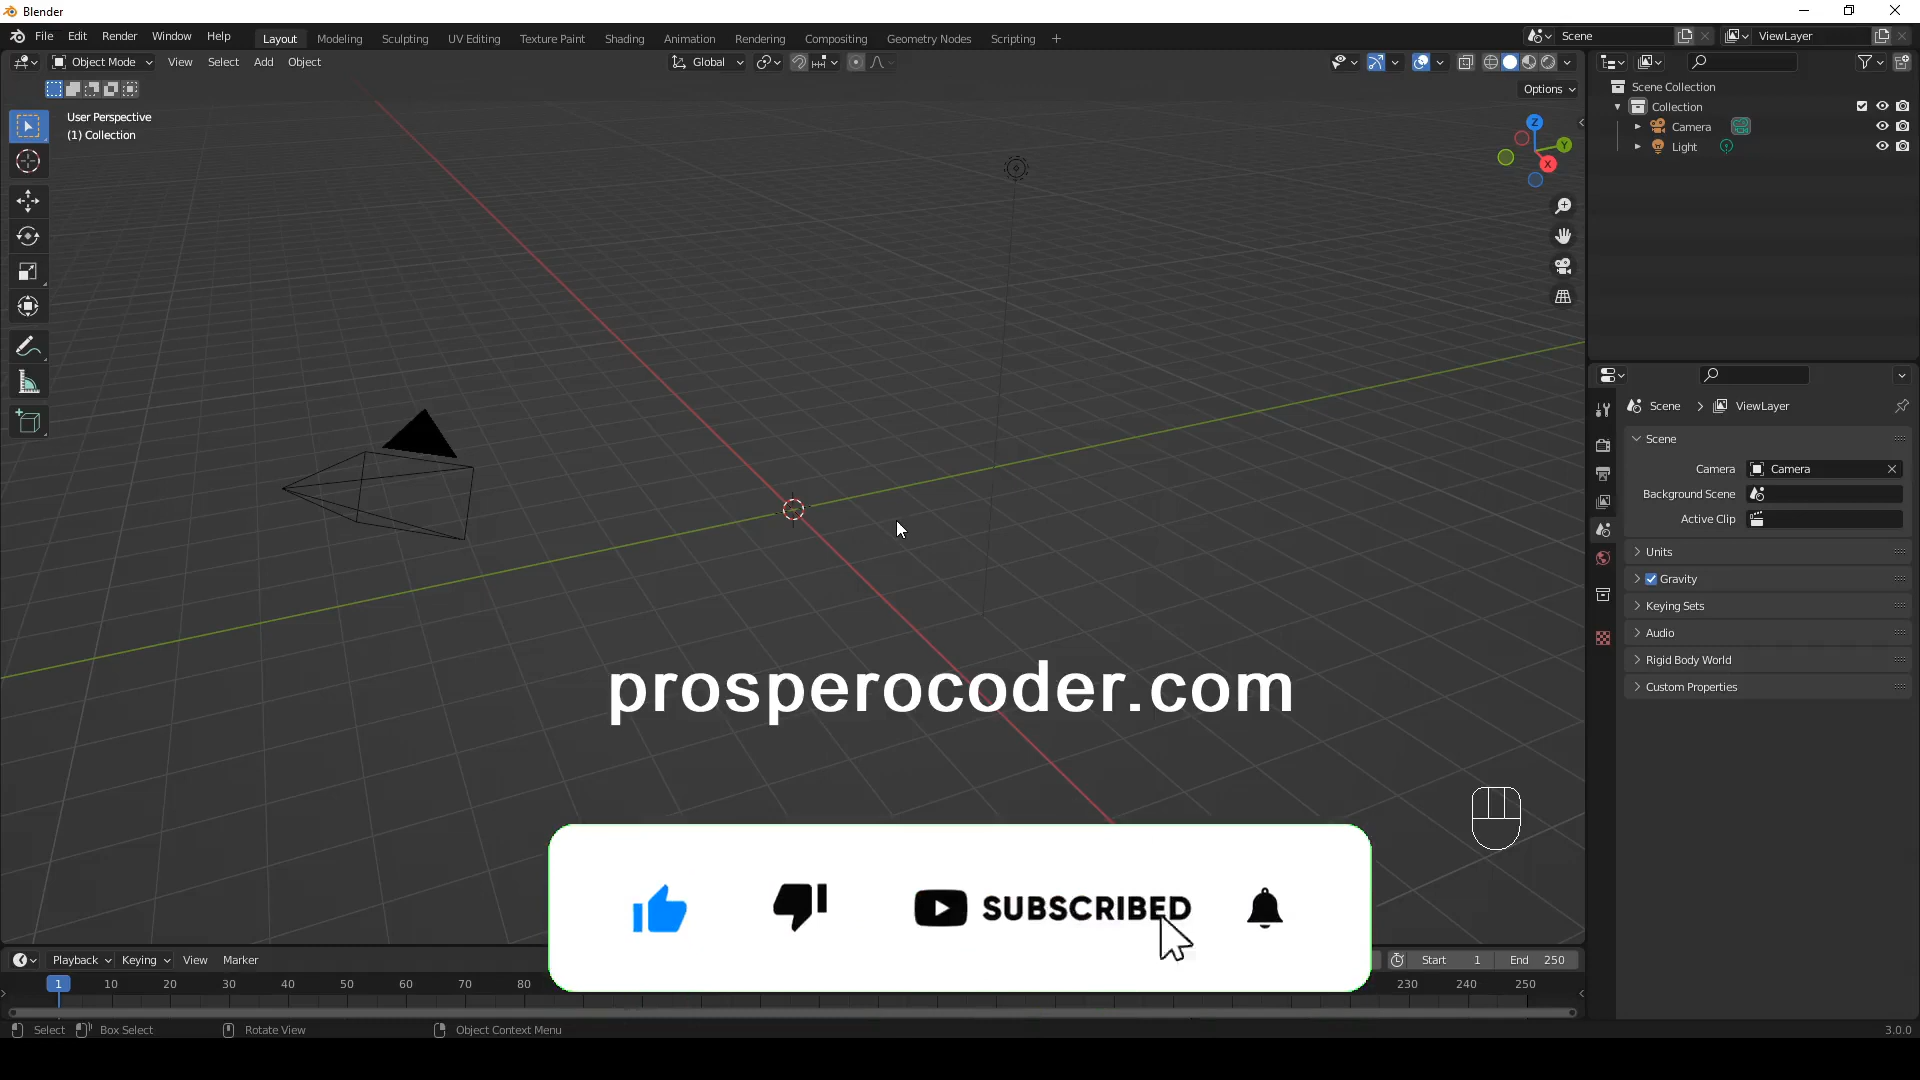 Blender
File Edit Render Window Help Layout Modeling Sculpting UV Editing Texture Paint Shading Animation Rendering Compositing Geometry Nodes Scripting + Scene ViewLayer
Object Mode View Select Add Object Global
Options
User Perspective
(1) Collection
Z
Y
X
Scene Collection
Collection
Camera
Light
Scene > ViewLayer
Scene
Camera Camera
Background Scene
Active Clip
Units
Gravity
Keying Sets
Audio
Rigid Body World
Custom Properties
prosperocoder.com
SUBSCRIBED
Playback Keying View Marker Start 1 End 250
1 10 20 30 40 50 60 70 80 230 240 250
Select Box Select Rotate View Object Context Menu 3.0.0